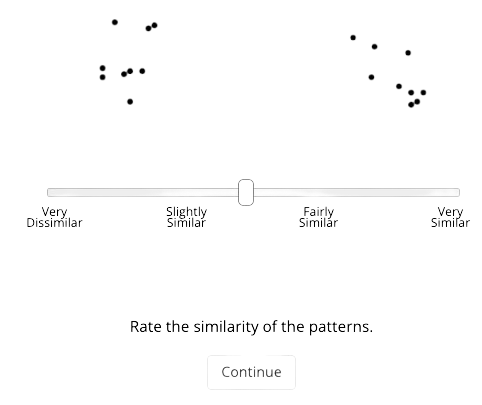 Very Dissimilar
Slightly Similar
Fairly Similar
Very Similar
Rate the similarity of the patterns.
Continue